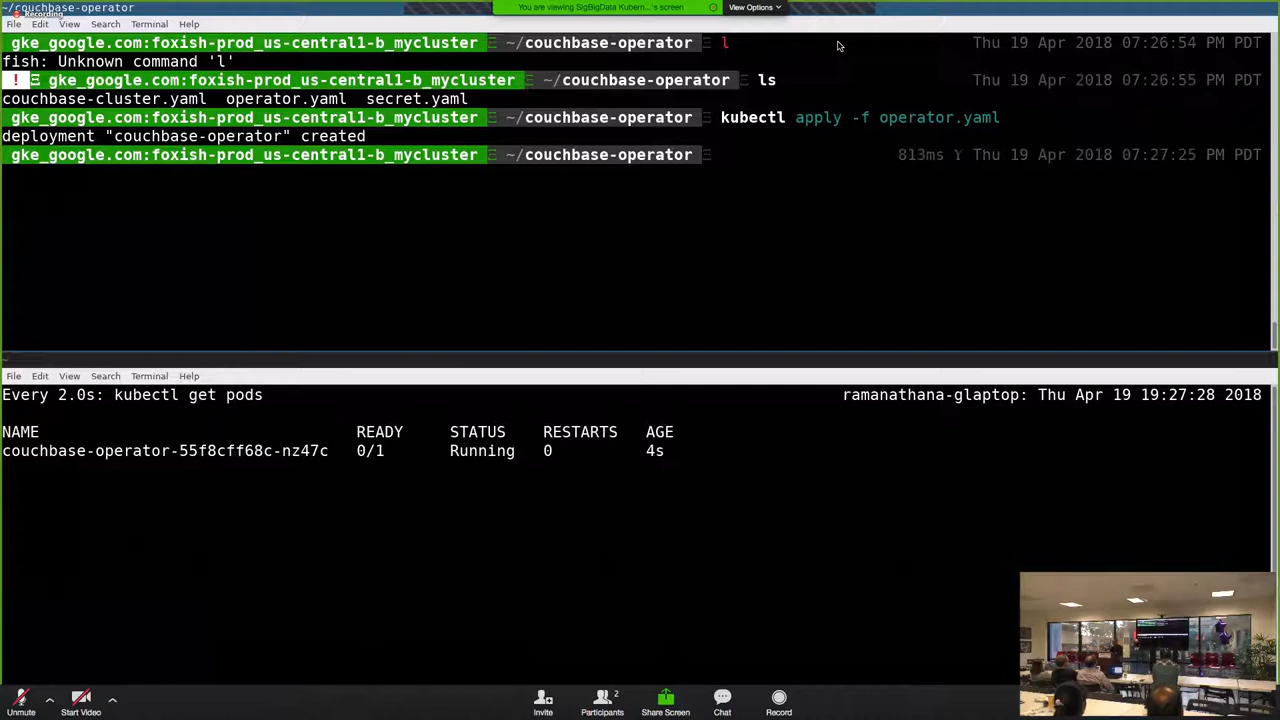 ~/couchbase-operator
Recording
You are viewing SigBigData Kubern...'s screen
View Options
File Edit View Search Terminal Help
gke_google.com:foxish-prod_us-central1-b_mycluster ~/couchbase-operator l Thu 19 Apr 2018 07:26:54 PM PDT
fish: Unknown command 'l'
! gke_google.com:foxish-prod_us-central1-b_mycluster ~/couchbase-operator ls Thu 19 Apr 2018 07:26:55 PM PDT
couchbase-cluster.yaml operator.yaml secret.yaml
gke_google.com:foxish-prod_us-central1-b_mycluster ~/couchbase-operator kubectl apply -f operator.yaml
deployment "couchbase-operator" created
gke_google.com:foxish-prod_us-central1-b_mycluster ~/couchbase-operator 813ms Thu 19 Apr 2018 07:27:25 PM PDT
~
File Edit View Search Terminal Help
Every 2.0s: kubectl get pods ramanathana-glaptop: Thu Apr 19 19:27:28 2018
NAME READY STATUS RESTARTS AGE
couchbase-operator-55f8cff68c-nz47c 0/1 Running 0 4s
Unmute Start Video Invite Participants 2 Share Screen Chat Record